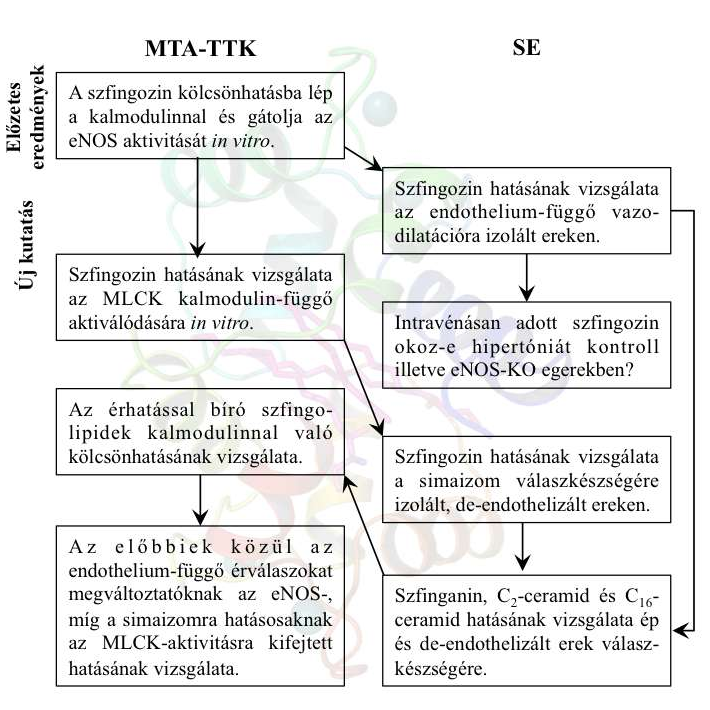 MTA-TTK
SE
Előzetes
eredmények
Új kutatás
A szfingozin kölcsönhatásba lép
a kalmodulinnal és gátolja az
eNOS aktivitását in vitro.
Szfingozin hatásának vizsgálata
az endothelium-függő vazo-
dilatációra izolált ereken.
Szfingozin hatásának vizsgálata
az MLCK kalmodulin-függő
aktiválódására in vitro.
Intravénásan adott szfingozin
okoz-e hipertóniát kontroll
illetve eNOS-KO egerekben?
Az érhatással bíró szfingo-
lipidek kalmodulinnal való
kölcsönhatásának vizsgálata.
Szfingozin hatásának vizsgálata
a simaizom válaszkészségére
izolált, de-endothelizált ereken.
Az előbbiek közül az
endothelium-függő érválaszokat
megváltoztatóknak az eNOS-,
míg a simaizomra hatásosaknak
az MLCK-aktivitásra kifejtett
hatásának vizsgálata.
Szfinganin, C₂-ceramid és C₁₆-
ceramid hatásának vizsgálata ép
és de-endothelizált erek válasz-
készségére.